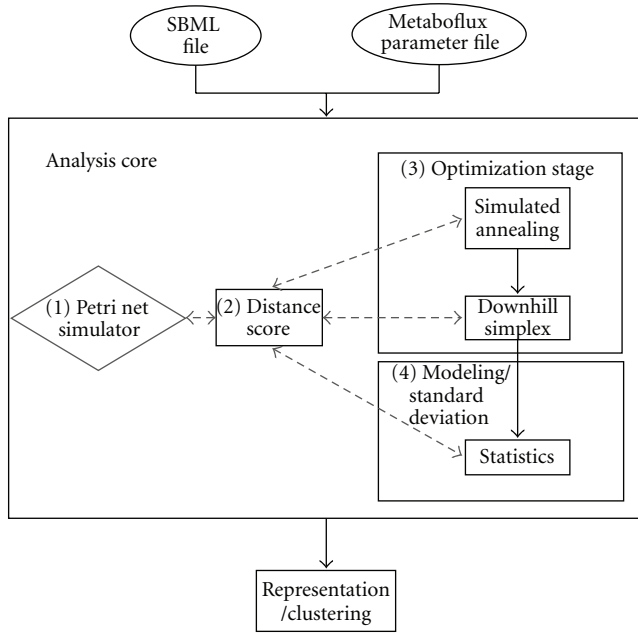 SBML
file
Metaboflux
parameter file
Analysis core
(3) Optimization stage
Simulated
annealing
(1) Petri net
simulator
(2) Distance
score
Downhill
simplex
(4) Modeling/
standard
deviation
Statistics
Representation
/clustering